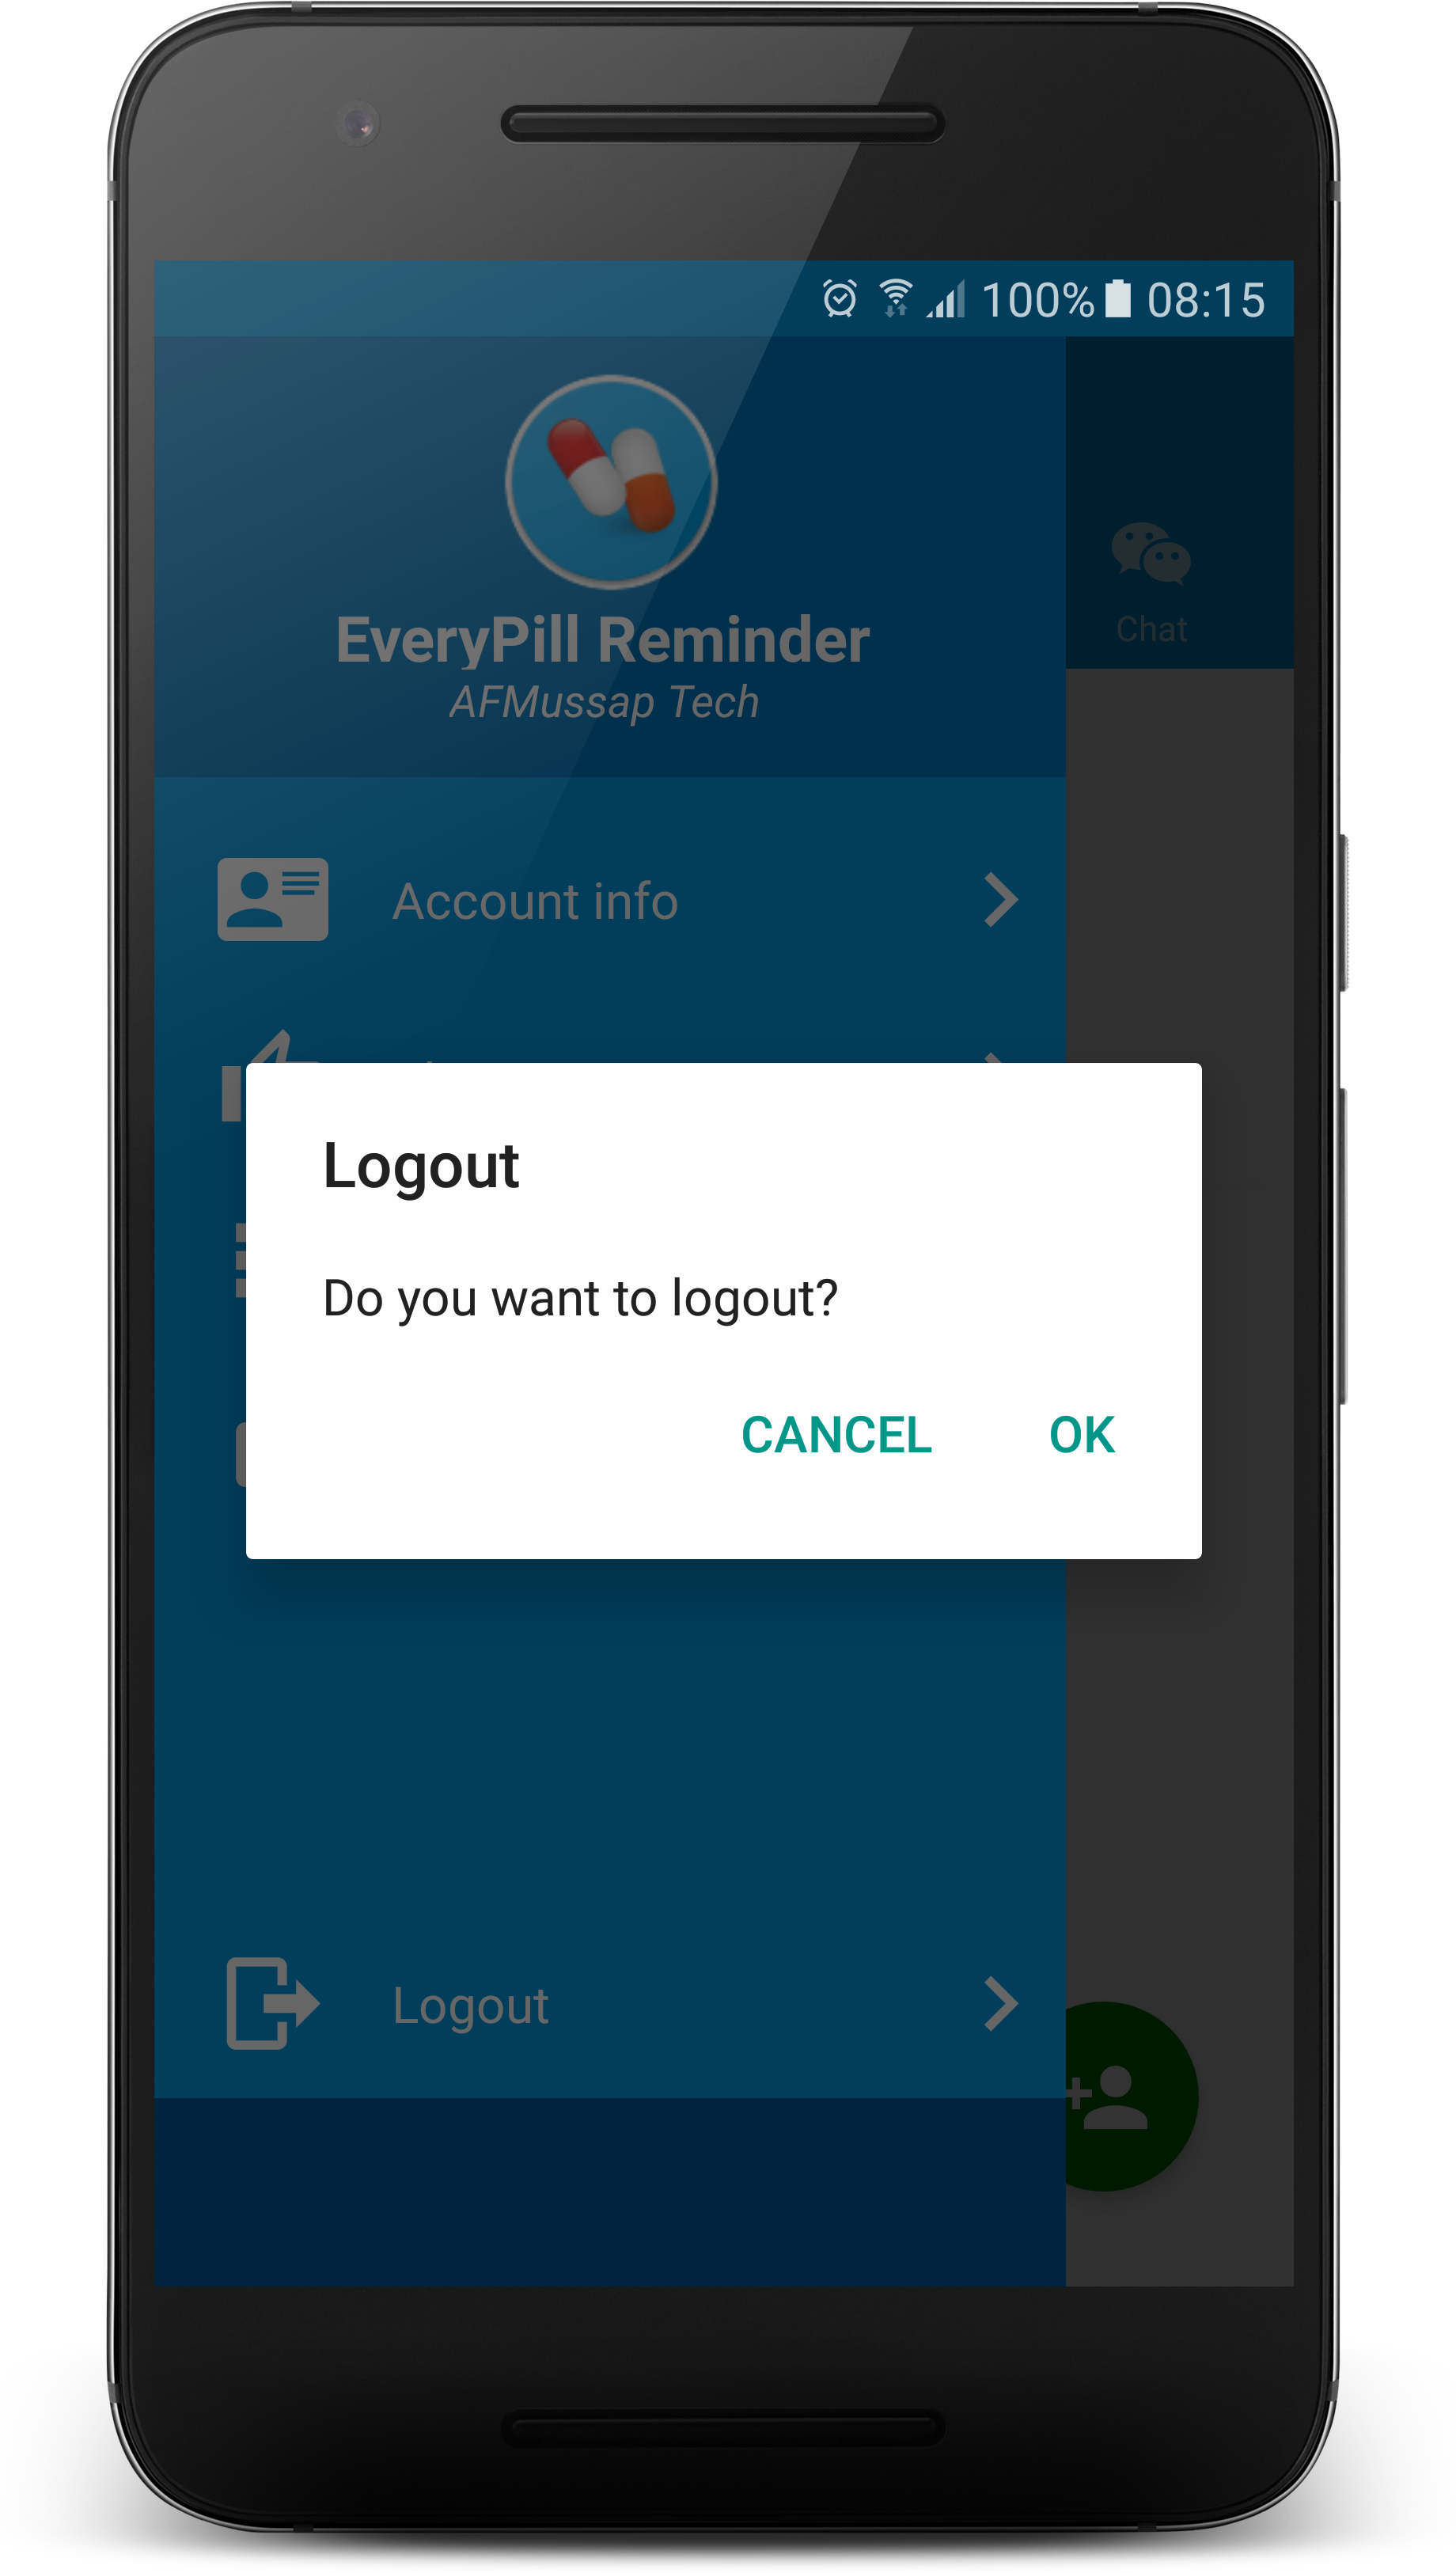 100% 08:15
EveryPill Reminder
AFMussap Tech
Chat
Account info
Logout
Do you want to logout?
CANCEL OK
Logout